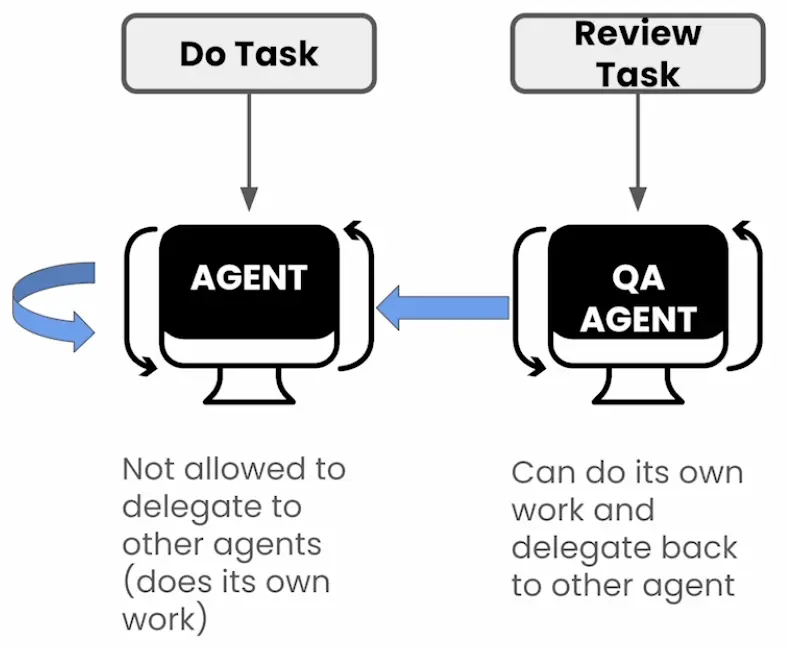 Do Task
Review
Task
AGENT
QA
AGENT
Not allowed to
delegate to
other agents
(does its own
work)
Can do its own
work and
delegate back
to other agent